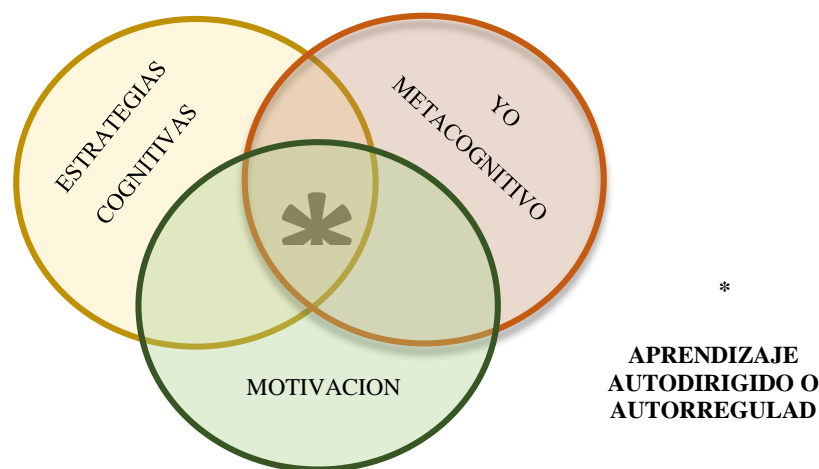 ESTRATEGIAS
COGNITIVAS
YO
METACOGNITIVO
*
MOTIVACION
*
APRENDIZAJE
AUTODIRIGIDO O
AUTORREGULAD